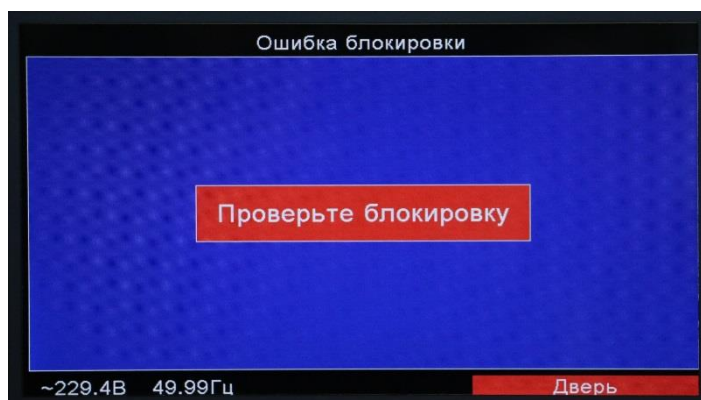 Ошибка блокировки
Проверьте блокировку
~229.4В 49.99Гц Дверь